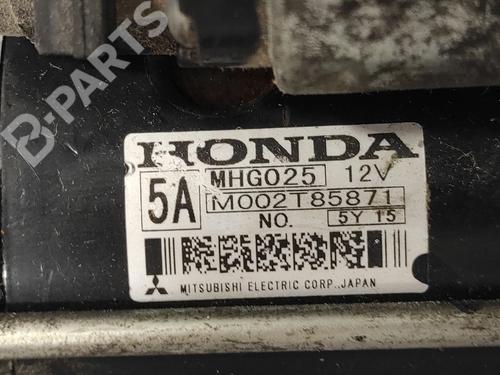 B-PARTS
HONDA
5A MHG025 12V
M002T85871
NO. 5Y 15
MITSUBISHI ELECTRIC CORP., JAPAN